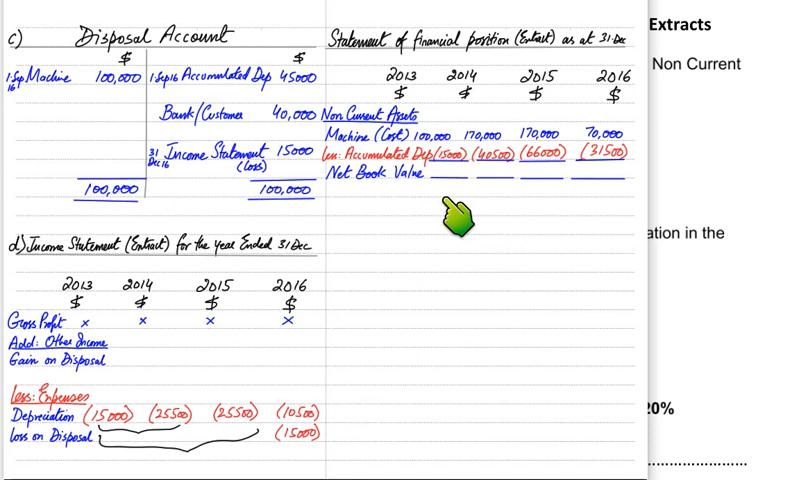 c) Disposal Account
$ $
1 Sep 16 Machine 100,000 1 Sep 16 Accumulated Dep 45000
Bank/Customer 40,000
31 Dec 16 Income Statement 15000
(Loss)
100,000 100,000
Statement of financial position (Extract) as at 31 Dec
2013 2014 2015 2016
$ $ $ $
Non Current Assets
Machine (Cost) 100,000 170,000 170,000 70,000
Less: Accumulated Dep (15000) (40500) (66000) (31500)
Net Book Value
d) Income Statement (Extract) for the year Ended 31 Dec
2013 2014 2015 2016
$ $ $ $
Gross Profit x x x x
Add: Other Income
Gain on Disposal
Less: Expenses
Depreciation (15000) (25500) (25500) (10500)
Loss on Disposal (15000)
Extracts
Non Current
ation in the
20%